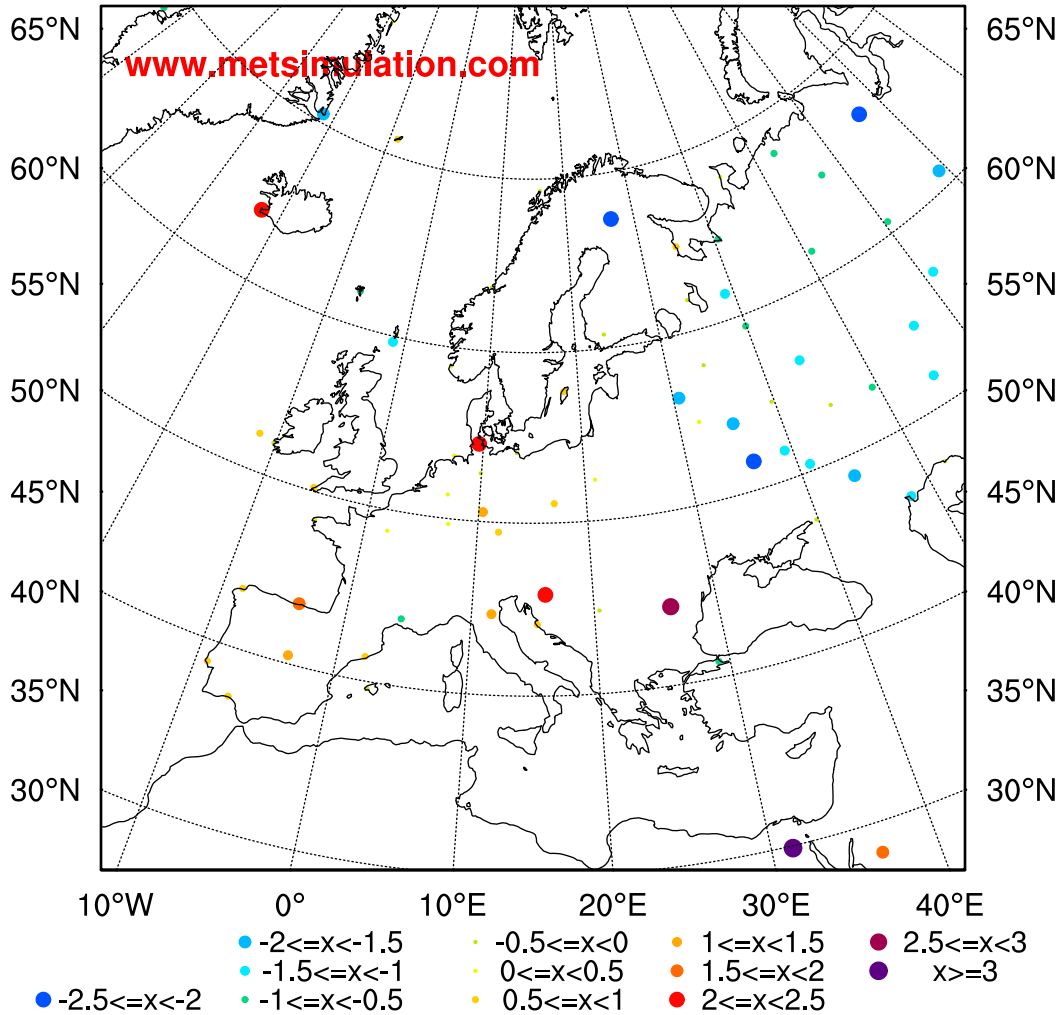 65°N 65°N
www.metsimulation.com
60°N 60°N
55°N 55°N
50°N 50°N
45°N 45°N
40°N 40°N
35°N 35°N
30°N 30°N
10°W 0° 10°E 20°E 30°E 40°E
-2<=x<-1.5 -0.5<=x<0 1<=x<1.5 2.5<=x<3
-1.5<=x<-1 0<=x<0.5 1.5<=x<2 x>=3
-2.5<=x<-2 -1<=x<-0.5 0.5<=x<1 2<=x<2.5